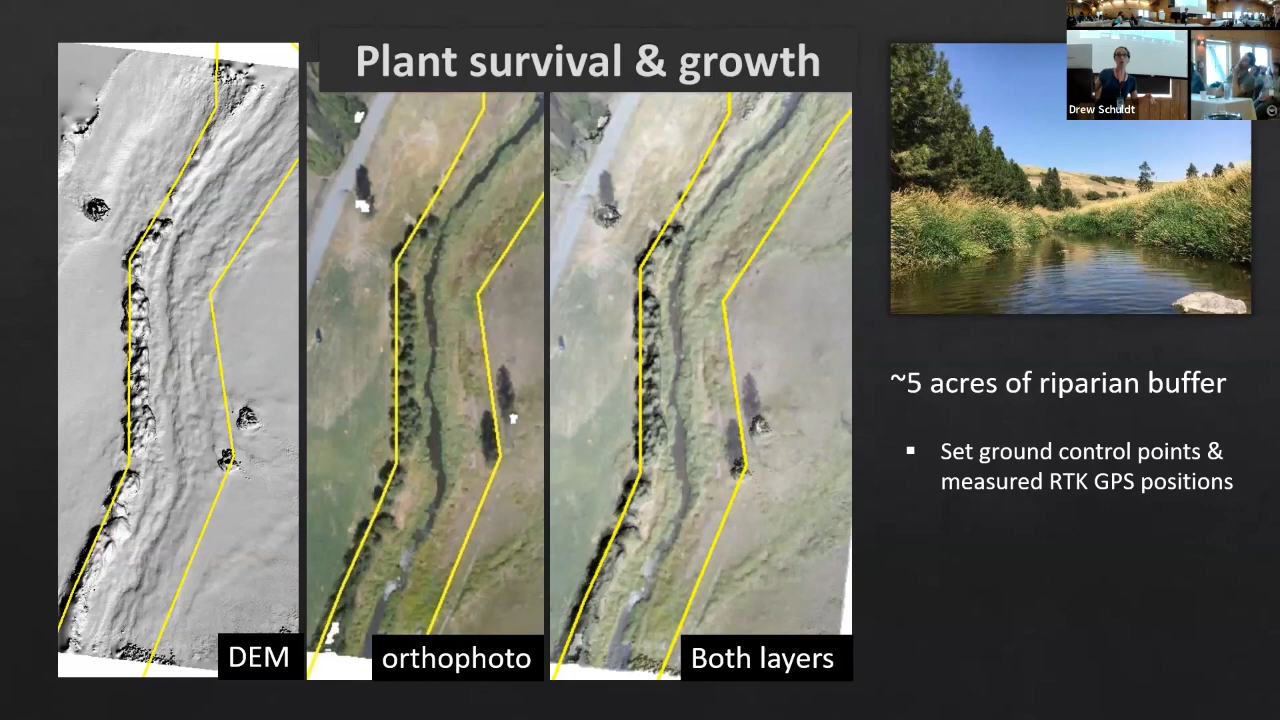 Plant survival & growth
Drew Schuldt
DEM
orthophoto
Both layers
~5 acres of riparian buffer
▪ Set ground control points &
measured RTK GPS positions